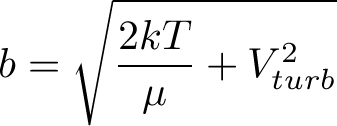 b = \sqrt{\frac{2kT}{\mu} + V_{turb}^2}